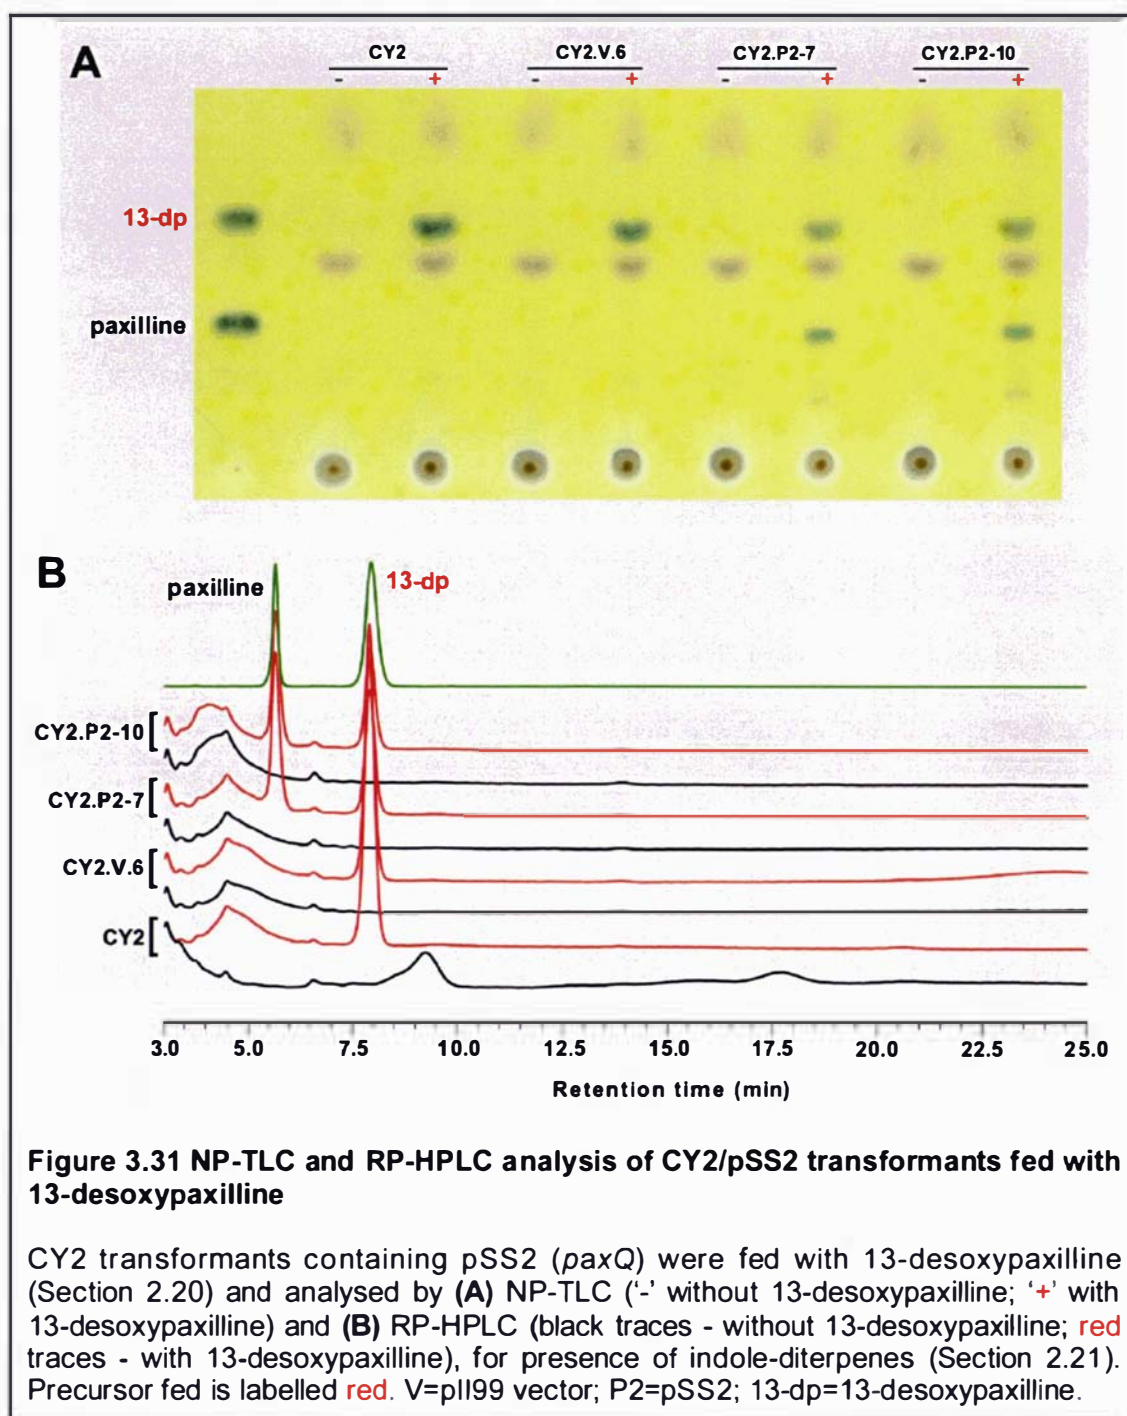 A
CY2 CY2.V.6 CY2.P2-7 CY2.P2-10
- + - + - + - +
13-dp
paxilline
B
paxilline 13-dp
CY2.P2-10
CY2.P2-7
CY2.V.6
CY2
3.0 5.0 7.5 10.0 12.5 15.0 17.5 20.0 22.5 25.0
Retention time (min)
Figure 3.31 NP-TLC and RP-HPLC analysis of CY2/pSS2 transformants fed with
13-desoxypaxilline
CY2 transformants containing pSS2 (paxQ) were fed with 13-desoxypaxilline
(Section 2.20) and analysed by (A) NP-TLC ('-' without 13-desoxypaxilline; '+' with
13-desoxypaxilline) and (B) RP-HPLC (black traces - without 13-desoxypaxilline; red
traces - with 13-desoxypaxilline), for presence of indole-diterpenes (Section 2.21).
Precursor fed is labelled red. V=pII99 vector; P2=pSS2; 13-dp=13-desoxypaxilline.